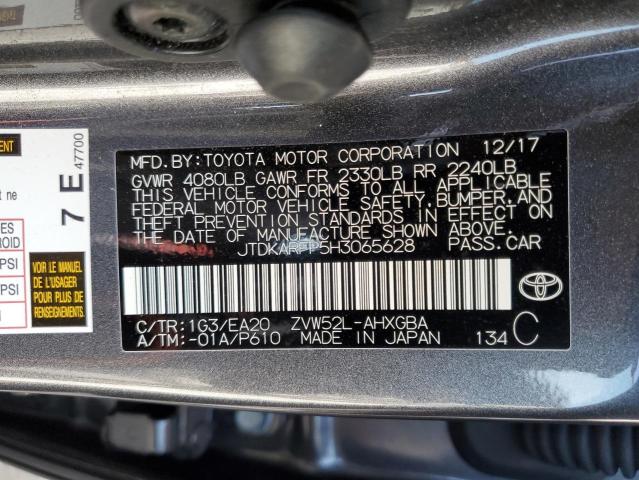 MFD. BY: TOYOTA MOTOR CORPORATION 12/17
GVWR 4080LB GAWR FR 2330LB RR 2240LB
THIS VEHICLE CONFORMS TO ALL APPLICABLE
FEDERAL MOTOR VEHICLE SAFETY, BUMPER, AND
THEFT PREVENTION STANDARDS IN EFFECT ON
THE DATE OF MANUFACTURE SHOWN ABOVE.
JTDKARFP5H3065628 PASS. CAR
C/TR: 1G3/EA20 ZVW52L-AHXGBA
A/TM: -01A/P610 MADE IN JAPAN 134 C
TOYOTA
7 E 47700
VOIR LE MANUEL
DE L'USAGER
POUR PLUS DE
RENSEIGNEMENTS
PSI
PSI
ne